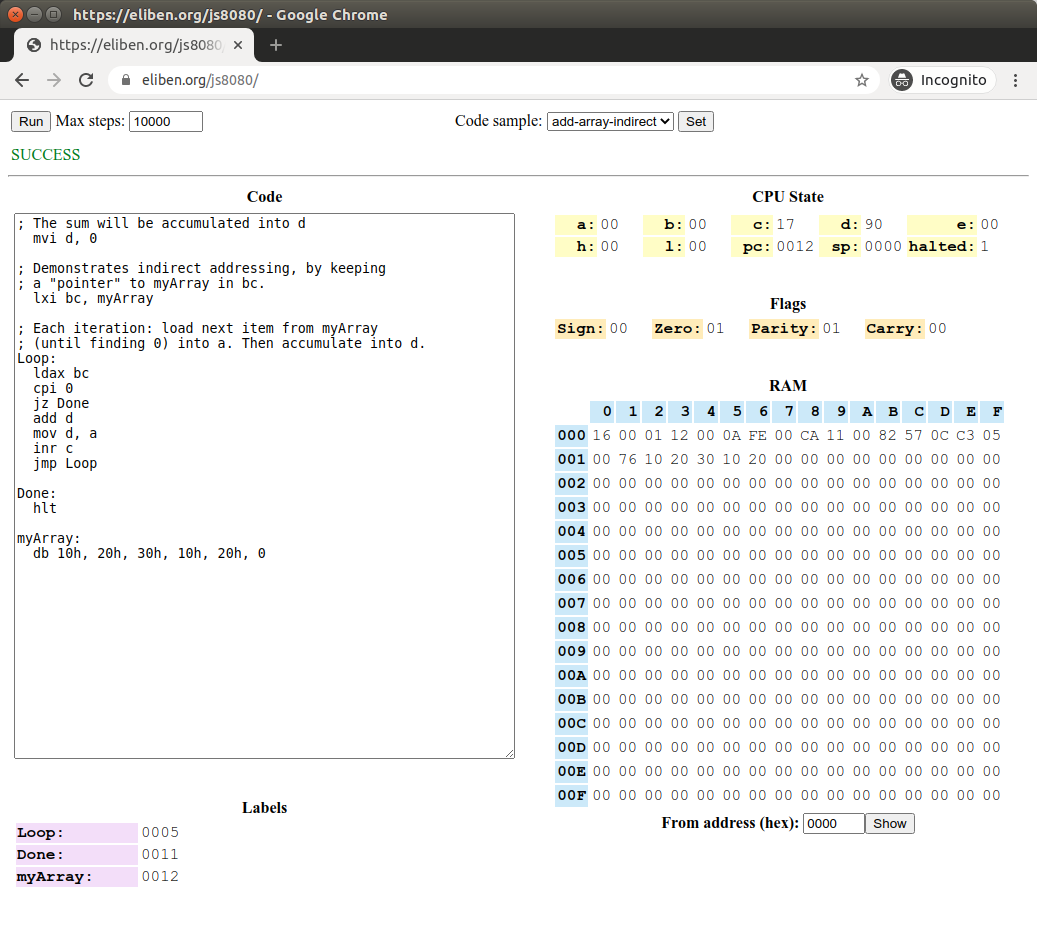 https://eliben.org/js8080/ - Google Chrome
https://eliben.org/js8080
eliben.org/js8080/
Incognito
Run Max steps: 10000 Code sample: add-array-indirect Set
SUCCESS
Code
; The sum will be accumulated into d
mvi d, 0
; Demonstrates indirect addressing, by keeping
; a "pointer" to myArray in bc.
lxi bc, myArray
; Each iteration: load next item from myArray
; (until finding 0) into a. Then accumulate into d.
Loop:
ldax bc
cpi 0
jz Done
add d
mov d, a
inr c
jmp Loop
Done:
hlt
myArray:
db 10h, 20h, 30h, 10h, 20h, 0
Labels
Loop: 0005
Done: 0011
myArray: 0012
CPU State
a: 00 b: 00 c: 17 d: 90 e: 00
h: 00 l: 00 pc: 0012 sp: 0000 halted: 1
Flags
Sign: 00 Zero: 01 Parity: 01 Carry: 00
RAM
0 1 2 3 4 5 6 7 8 9 A B C D E F
000 16 00 01 12 00 0A FE 00 CA 11 00 82 57 0C C3 05
001 00 76 10 20 30 10 20 00 00 00 00 00 00 00 00 00
002 00 00 00 00 00 00 00 00 00 00 00 00 00 00 00 00
003 00 00 00 00 00 00 00 00 00 00 00 00 00 00 00 00
004 00 00 00 00 00 00 00 00 00 00 00 00 00 00 00 00
005 00 00 00 00 00 00 00 00 00 00 00 00 00 00 00 00
006 00 00 00 00 00 00 00 00 00 00 00 00 00 00 00 00
007 00 00 00 00 00 00 00 00 00 00 00 00 00 00 00 00
008 00 00 00 00 00 00 00 00 00 00 00 00 00 00 00 00
009 00 00 00 00 00 00 00 00 00 00 00 00 00 00 00 00
00A 00 00 00 00 00 00 00 00 00 00 00 00 00 00 00 00
00B 00 00 00 00 00 00 00 00 00 00 00 00 00 00 00 00
00C 00 00 00 00 00 00 00 00 00 00 00 00 00 00 00 00
00D 00 00 00 00 00 00 00 00 00 00 00 00 00 00 00 00
00E 00 00 00 00 00 00 00 00 00 00 00 00 00 00 00 00
00F 00 00 00 00 00 00 00 00 00 00 00 00 00 00 00 00
From address (hex): 0000 Show